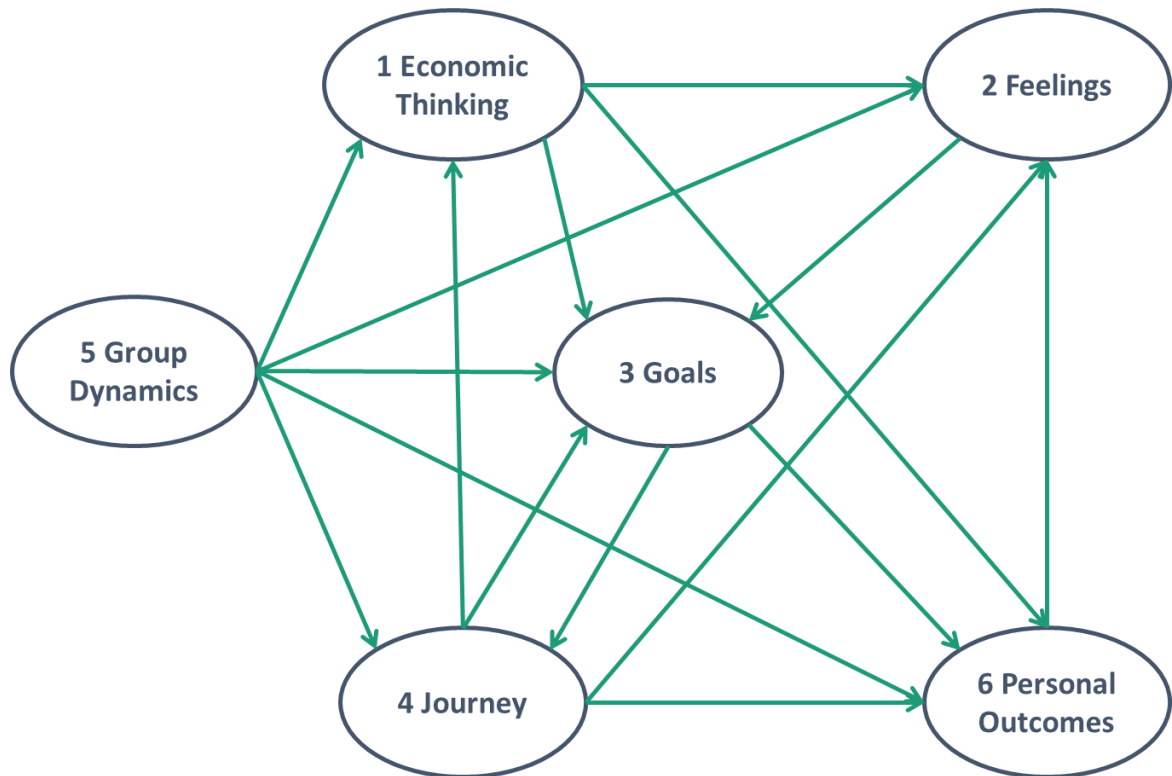 1 Economic
Thinking
2 Feelings
5 Group
Dynamics
3 Goals
4 Journey
6 Personal
Outcomes